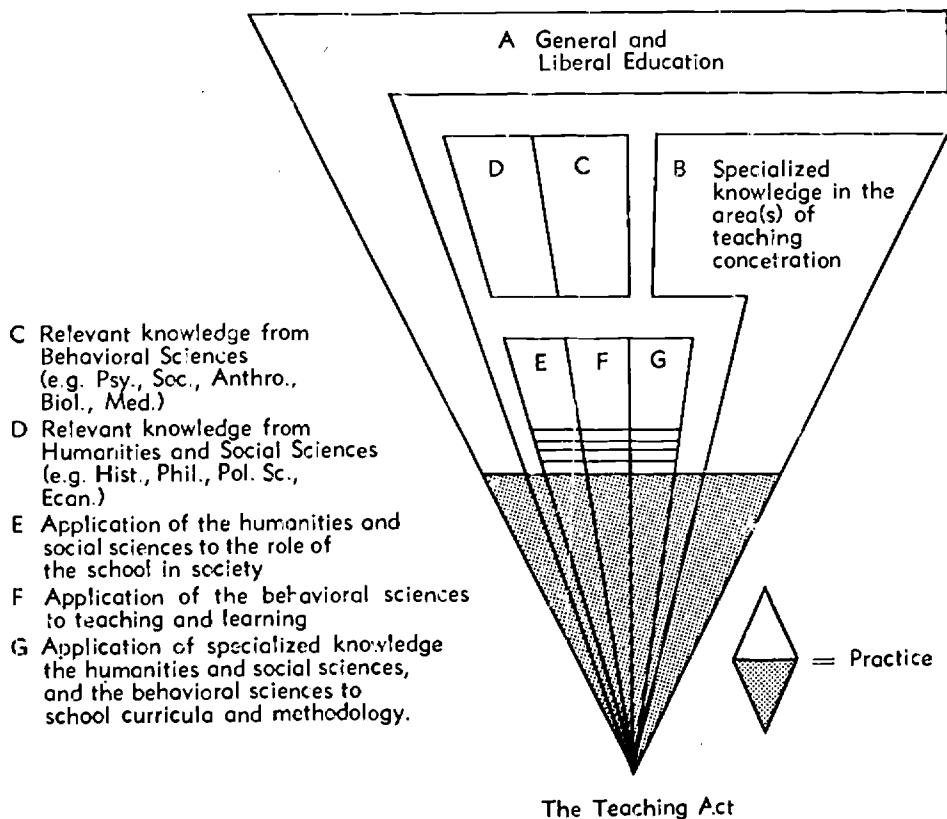 A General and
Liberal Education
D
C
B Specialized
knowledge in the
area(s) of
teaching
concetration
E
F
G
C Relevant knowledge from
Behavioral Sciences
(e.g. Psy., Soc., Anthro.,
Biol., Med.)
D Relevant knowledge from
Humanities and Social Sciences
(e.g. Hist., Phil., Pol. Sc.,
Ecan.)
E Application of the humanities and
social sciences to the role of
the school in society
F Application of the behavioral sciences
to teaching and learning
G Application of specialized knowledge
the humanities and social sciences,
and the behavioral sciences to
school curricula and methodology.
= Practice
The Teaching Act